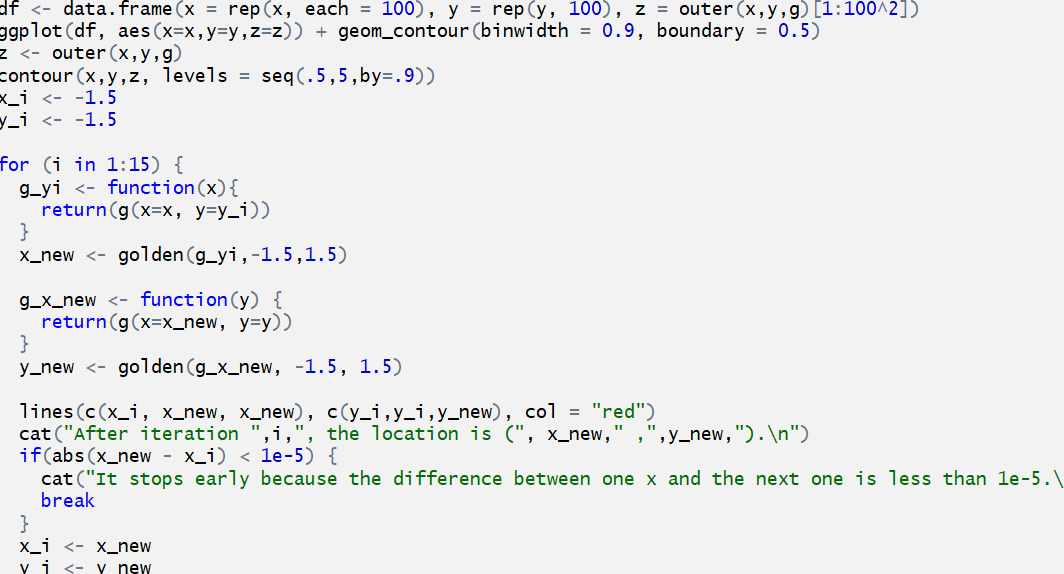 df <- data.frame(x = rep(x, each = 100), y = rep(y, 100), z = outer(x,y,g)[1:100^2])
ggplot(df, aes(x=x,y=y,z=z)) + geom_contour(binwidth = 0.9, boundary = 0.5)
z <- outer(x,y,g)
contour(x,y,z, levels = seq(.5,5,by=.9))
x_i <- -1.5
y_i <- -1.5
for (i in 1:15) {
  g_yi <- function(x){
    return(g(x=x, y=y_i))
  }
  x_new <- golden(g_yi,-1.5,1.5)
  g_x_new <- function(y) {
    return(g(x=x_new, y=y))
  }
  y_new <- golden(g_x_new, -1.5, 1.5)
  lines(c(x_i, x_new, x_new), c(y_i,y_i,y_new), col = "red")
  cat("After iteration ",i,", the location is (", x_new," ,",y_new,").\n")
  if(abs(x_new - x_i) < 1e-5) {
    cat("It stops early because the difference between one x and the next one is less than 1e-5.\
    break
  }
  x_i <- x_new
  y_i <- y_new